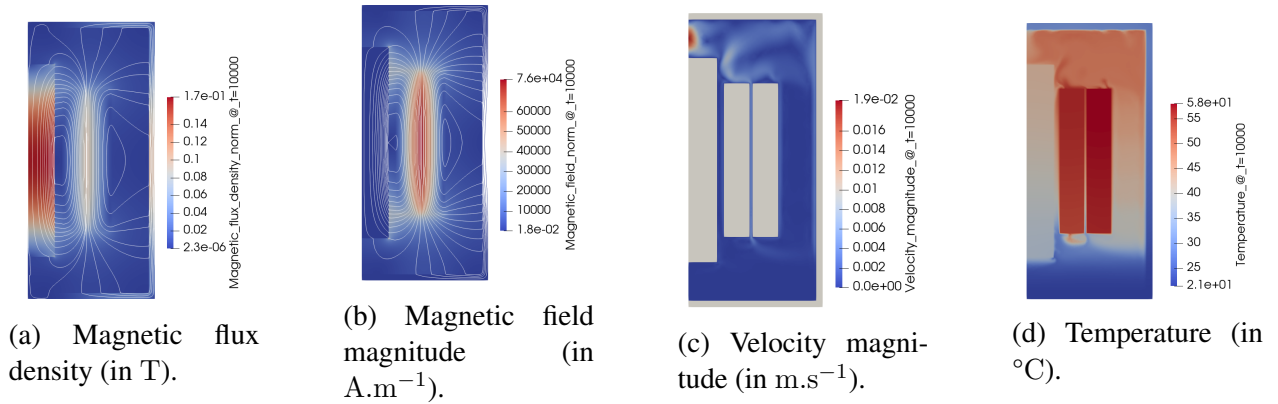 1.7e-01
0.14
0.12
0.1
0.08
0.06
0.04
0.02
2.3e-06
Magnetic_flux_density_norm_@_t=10000
(a) Magnetic flux
density (in T).
7.6e+04
60000
50000
40000
30000
20000
10000
1.8e-02
Magnetic_field_norm_@_t=10000
(b) Magnetic field
magnitude (in
A.m⁻¹).
1.9e-02
0.016
0.014
0.012
0.01
0.008
0.006
0.004
0.002
0.0e+00
Velocity_magnitude_@_t=10000
(c) Velocity magni-
tude (in m.s⁻¹).
5.8e+01
55
50
45
40
35
30
25
2.1e+01
Temperature_@_t=10000
(d) Temperature (in
°C).